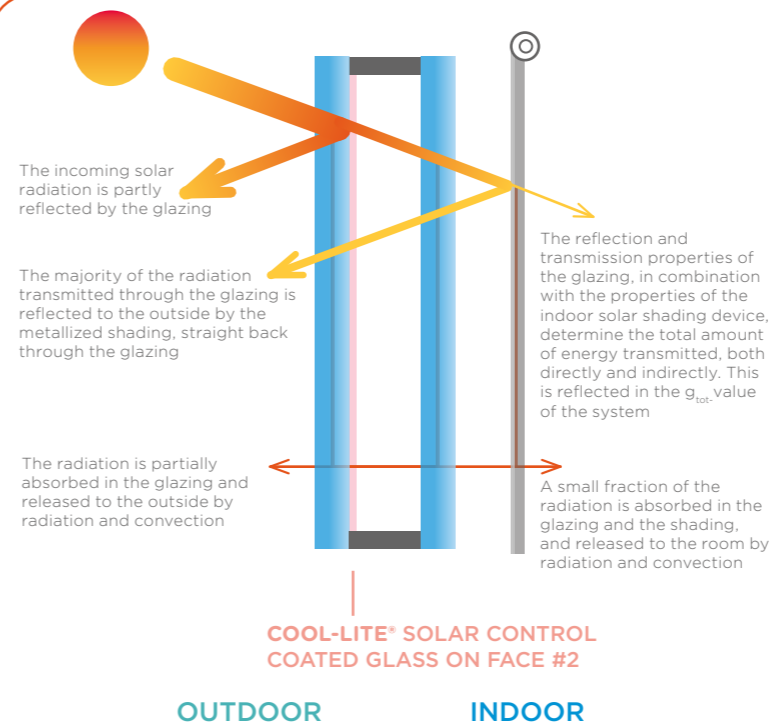 The incoming solar
radiation is partly
reflected by the glazing
The majority of the radiation
transmitted through the glazing is
reflected to the outside by the
metallized shading, straight back
through the glazing
The reflection and
transmission properties of
the glazing, in combination
with the properties of the
indoor solar shading device,
determine the total amount
of energy transmitted, both
directly and indirectly. This
is reflected in the g tot- value
of the system
The radiation is partially
absorbed in the glazing and
released to the outside by
radiation and convection
A small fraction of the
radiation is absorbed in the
glazing and the shading,
and released to the room by
radiation and convection
COOL-LITE® SOLAR CONTROL
COATED GLASS ON FACE #2
OUTDOOR
INDOOR